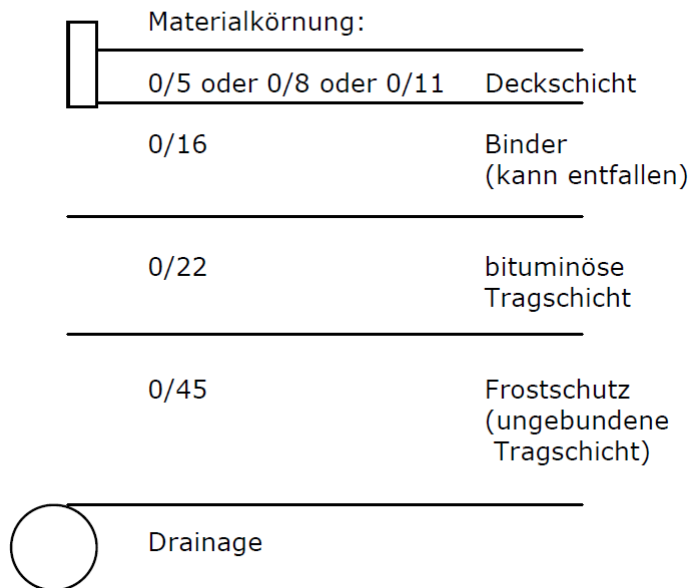 Materialkörnung:
0/5 oder 0/8 oder 0/11 Deckschicht
0/16 Binder
(kann entfallen)
0/22 bituminöse
Tragschicht
0/45 Frostschutz
(ungebundene
Tragschicht)
Drainage